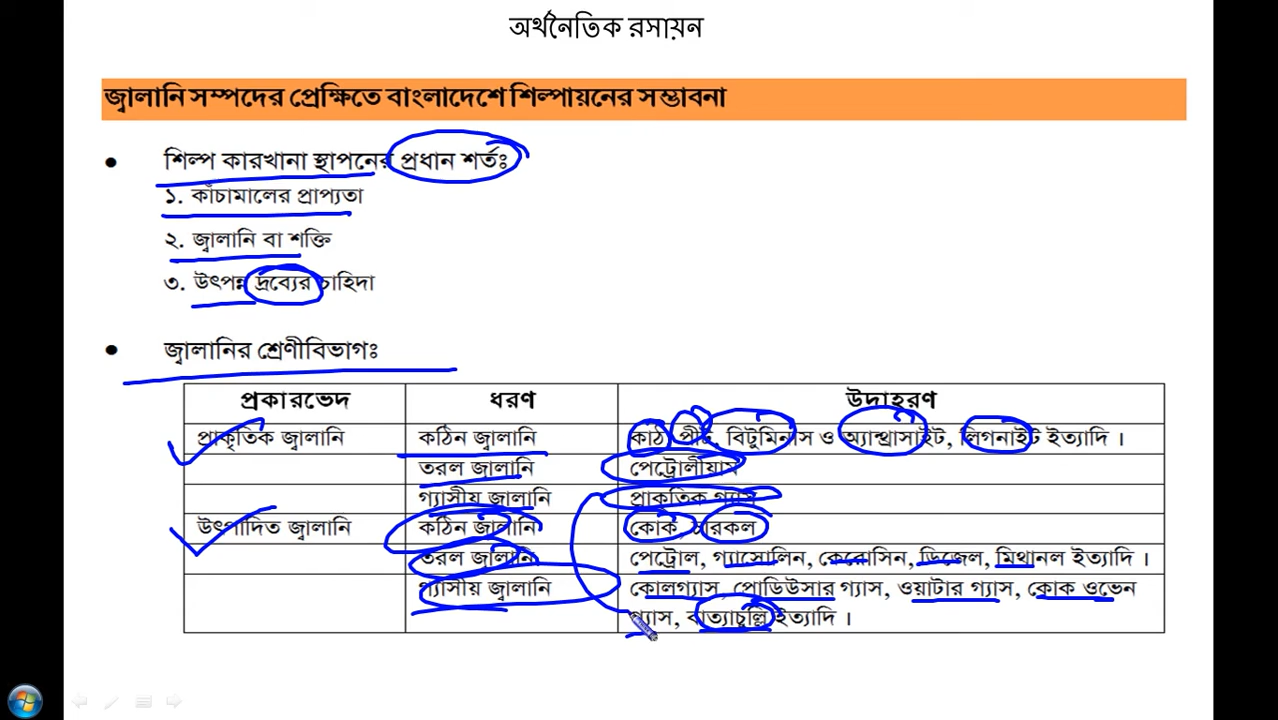 অর্থনৈতিক রসায়ন
জ্বালানি সম্পদের প্রেক্ষিতে বাংলাদেশে শিল্পায়নের সম্ভাবনা
• শিল্প কারখানা স্থাপনের প্রধান শর্তঃ
১. কাঁচামালের প্রাপ্যতা
২. জ্বালানি বা শক্তি
৩. উৎপন্ন দ্রব্যের চাহিদা
• জ্বালানির শ্রেণীবিভাগঃ
প্রকারভেদ ধরণ উদাহরণ
প্রাকৃতিক জ্বালানি কঠিন জ্বালানি কাঠ, পীট, বিটুমিনাস ও অ্যান্থ্রাসাইট, লিগনাইট ইত্যাদি ।
তরল জ্বালানি পেট্রোলীয়াম
গ্যাসীয় জ্বালানি প্রাকৃতিক গ্যাস
উৎপাদিত জ্বালানি কঠিন জ্বালানি কোক, চারকল
তরল জ্বালানি পেট্রোল, গ্যাসোলিন, কেরোসিন, ডিজেল, মিথানল ইত্যাদি ।
গ্যাসীয় জ্বালানি কোলগ্যাস, প্রোডিউসার গ্যাস, ওয়াটার গ্যাস, কোক ওভেন
গ্যাস, বাত্যাচুল্লি ইত্যাদি ।